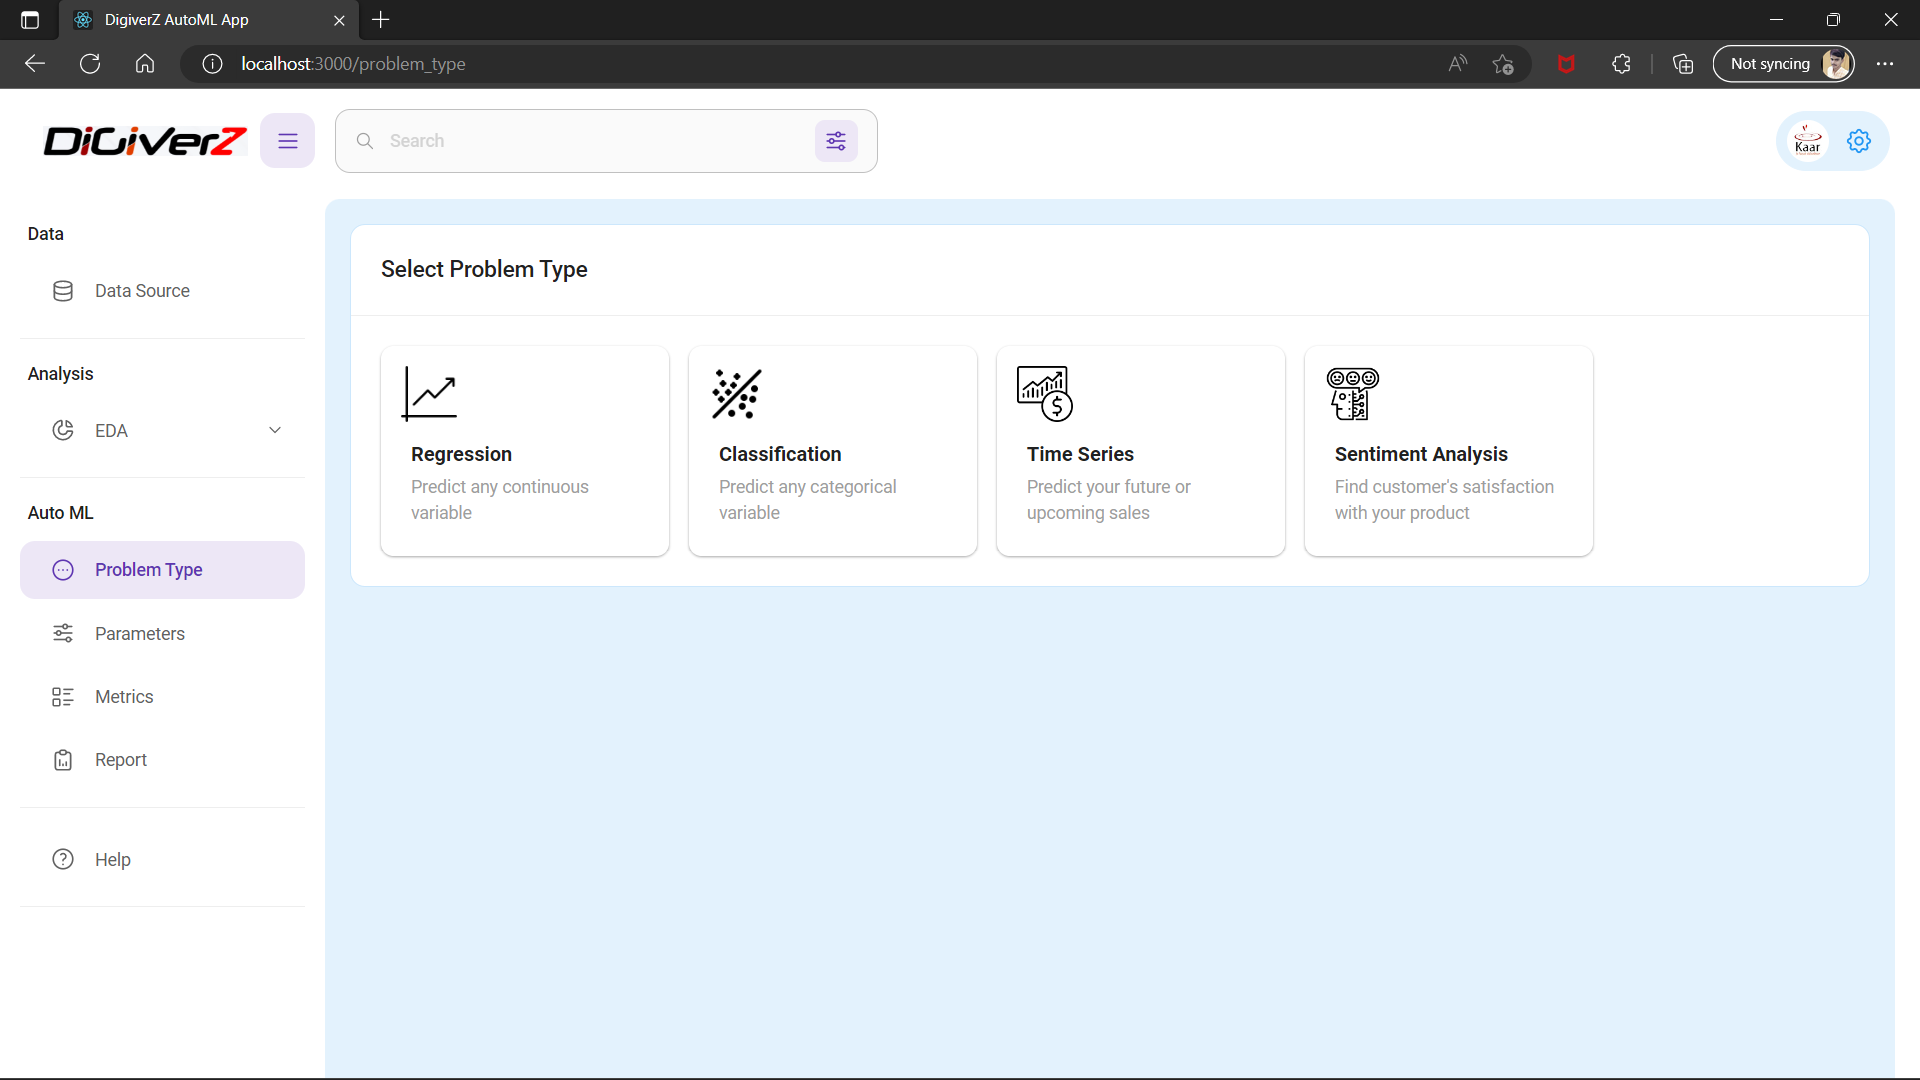 DigiverZ AutoML App
localhost:3000/problem_type
Not syncing
DiGiVerZ
Search
Kaar
Data
Data Source
Analysis
EDA
Auto ML
Problem Type
Parameters
Metrics
Report
Help
Select Problem Type
Regression
Predict any continuous
variable
Classification
Predict any categorical
variable
Time Series
Predict your future or
upcoming sales
Sentiment Analysis
Find customer's satisfaction
with your product